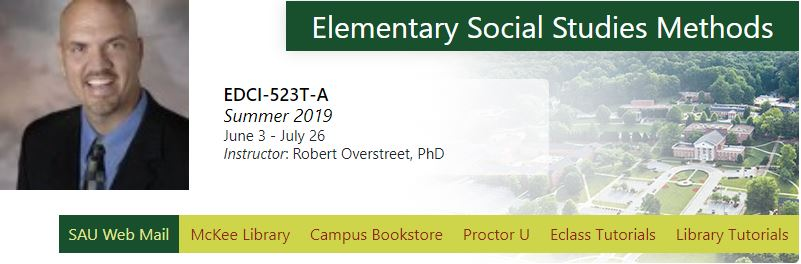 Elementary Social Studies Methods
EDCI-523T-A
Summer 2019
June 3 - July 26
Instructor: Robert Overstreet, PhD
SAU Web Mail McKee Library Campus Bookstore Proctor U Eclass Tutorials Library Tutorials